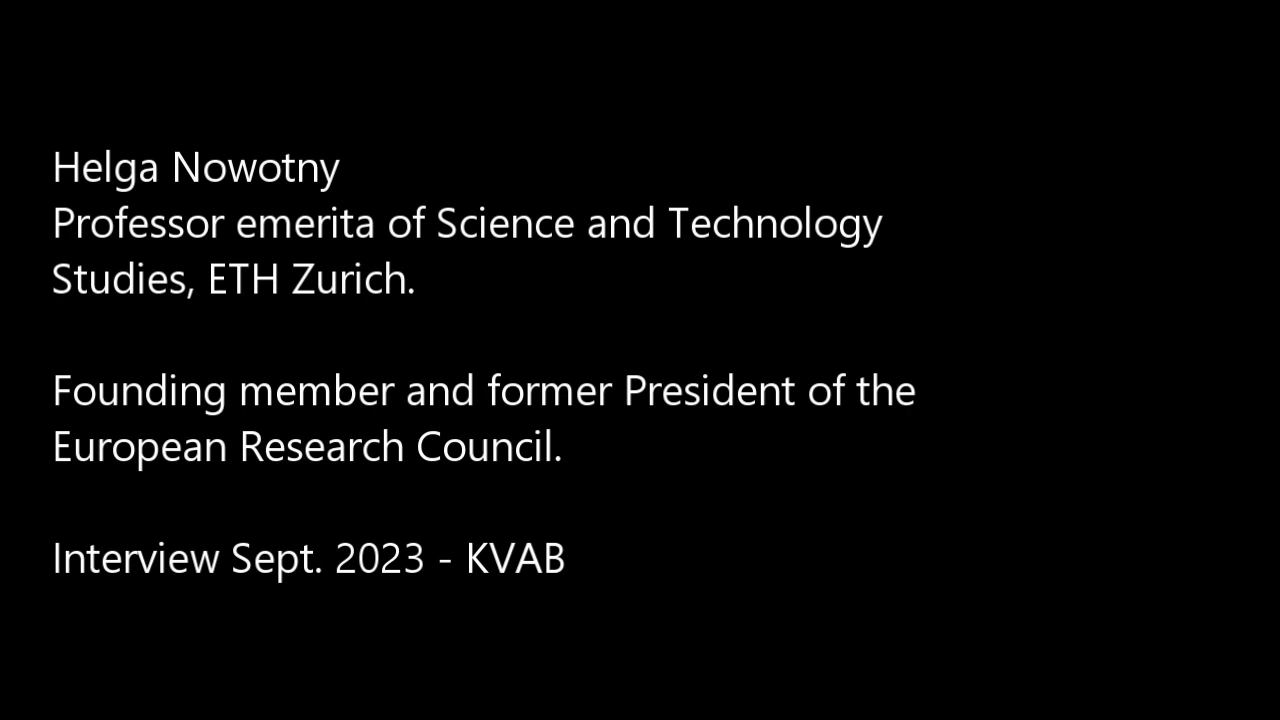 Helga Nowotny
Professor emerita of Science and Technology
Studies, ETH Zurich.
Founding member and former President of the
European Research Council.
Interview Sept. 2023 - KVAB